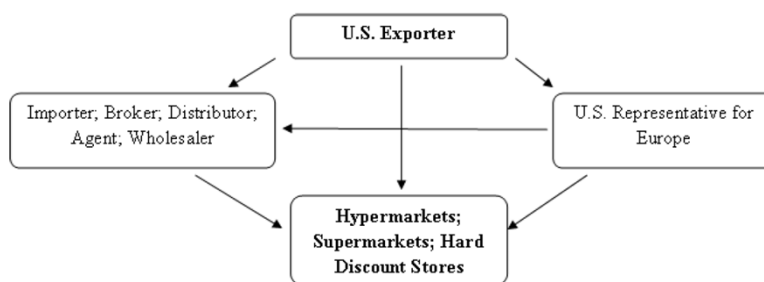 U.S. Exporter
Importer; Broker; Distributor;
Agent; Wholesaler
U.S. Representative for
Europe
Hypermarkets;
Supermarkets; Hard
Discount Stores